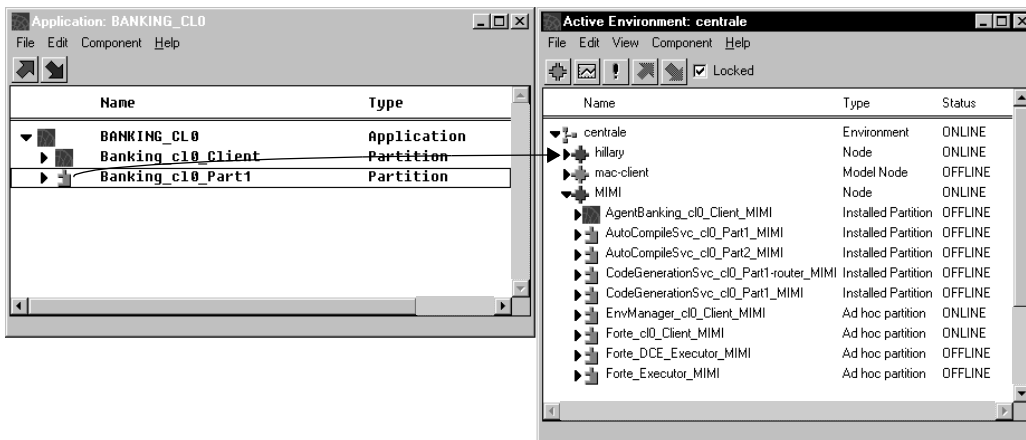 Application: BANKING_CL0
File Edit Component Help
Name Type
BANKING_CL0 Application
Banking_cl0_Client Partition
Banking_cl0_Part1 Partition
Active Environment: centrale
File Edit View Component Help
Locked
Name Type Status
centrale Environment ONLINE
hillary Node ONLINE
mac-client Model Node OFFLINE
MIMI Node ONLINE
AgentBanking_cl0_Client_MIMI Installed Partition OFFLINE
AutoCompileSvc_cl0_Part1_MIMI Installed Partition OFFLINE
AutoCompileSvc_cl0_Part2_MIMI Installed Partition OFFLINE
CodeGenerationSvc_cl0_Part1-router_MIMI Installed Partition OFFLINE
CodeGenerationSvc_cl0_Part1_MIMI Installed Partition OFFLINE
EnvManager_cl0_Client_MIMI Ad hoc partition ONLINE
Forte_cl0_Client_MIMI Ad hoc partition ONLINE
Forte_DCE_Executor_MIMI Ad hoc partition OFFLINE
Forte_Executor_MIMI Ad hoc partition OFFLINE